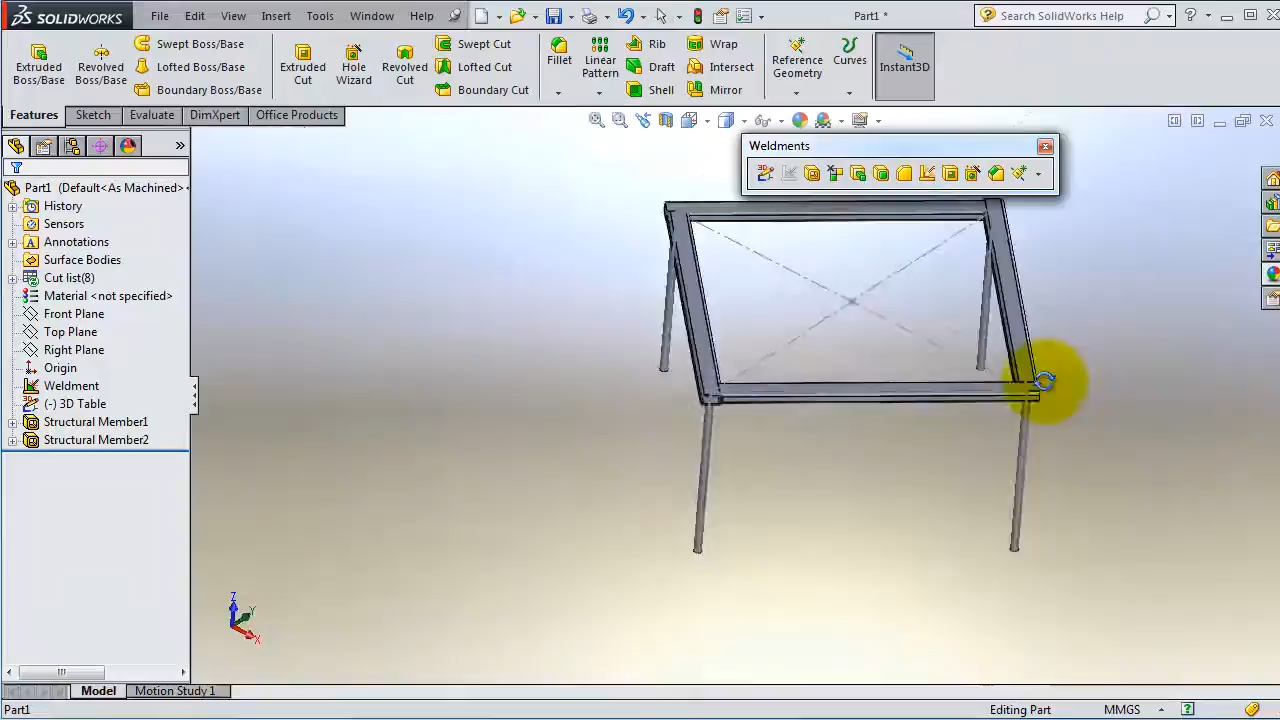 SOLIDWORKS File Edit View Insert Tools Window Help Part1 * Search SolidWorks Help
Extruded Boss/Base
Revolved Boss/Base
Swept Boss/Base
Lofted Boss/Base
Boundary Boss/Base
Extruded Cut
Hole Wizard
Revolved Cut
Swept Cut
Lofted Cut
Boundary Cut
Fillet
Linear Pattern
Rib
Draft
Shell
Wrap
Intersect
Mirror
Reference Geometry
Curves
Instant3D
Features Sketch Evaluate DimXpert Office Products
Weldments
3D
Part1 (Default<As Machined>
History
Sensors
Annotations
Surface Bodies
Cut list(8)
Material <not specified>
Front Plane
Top Plane
Right Plane
Origin
Weldment
(-) 3D Table
Structural Member1
Structural Member2
Z
Y
X
Model Motion Study 1
Part1 Editing Part MMGS